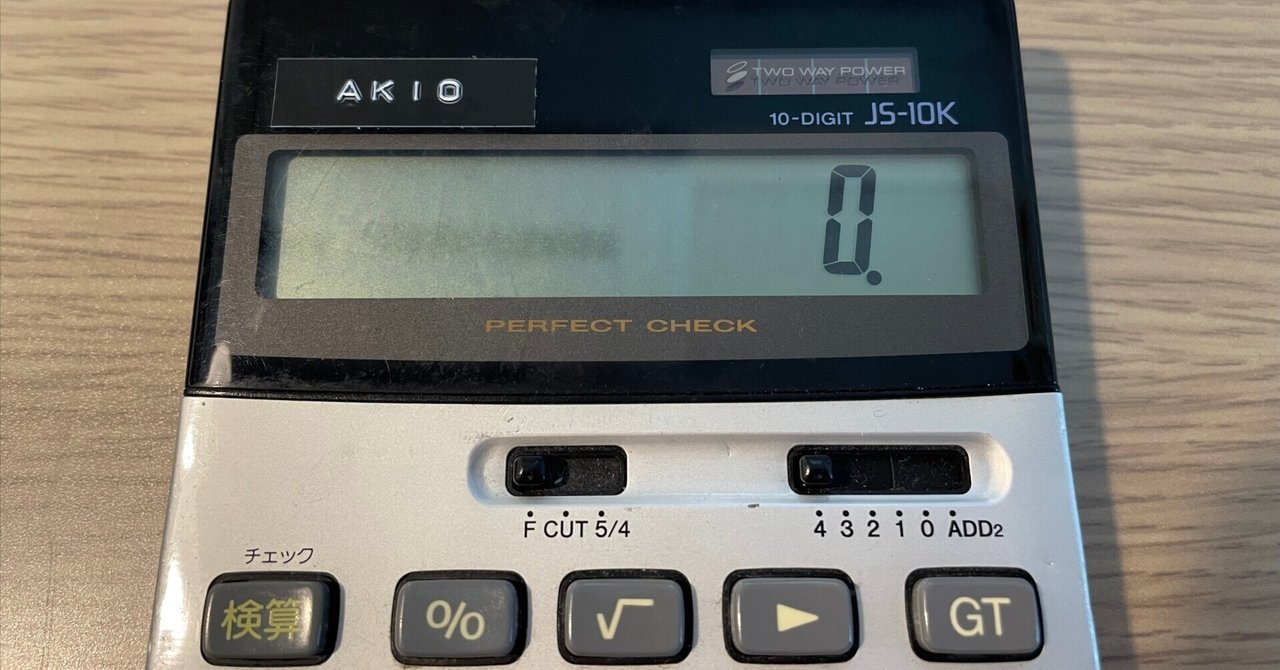 AKIO
TWO WAY POWER
10-DIGIT JS-10K
0.
PERFECT CHECK
F CUT 5/4
4 3 2 1 0 ADD2
チェック
検算 % √ ▶ GT